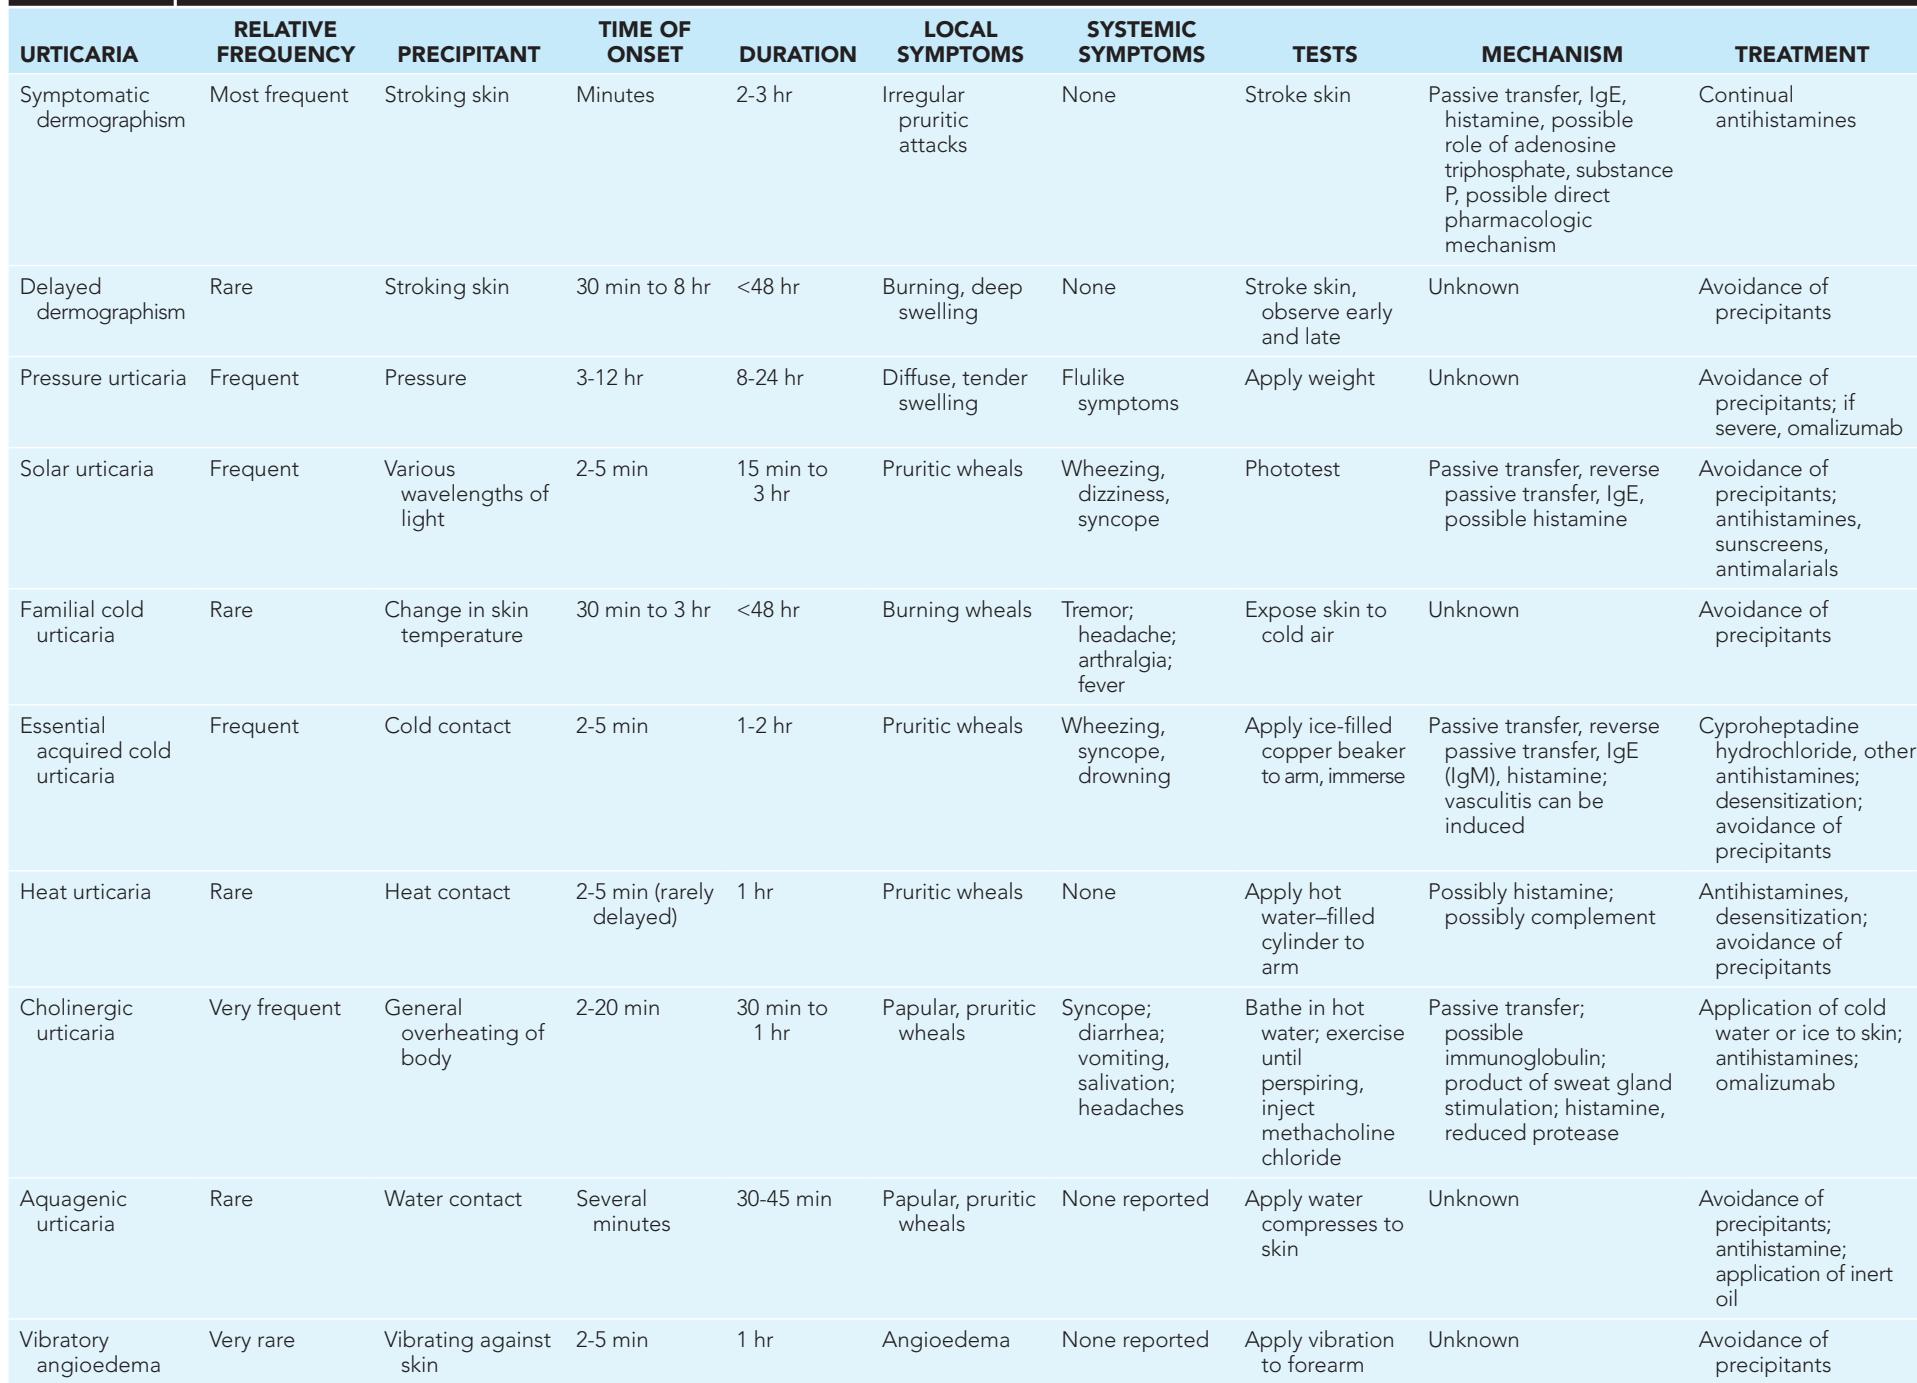 URTICARIA RELATIVE FREQUENCY PRECIPITANT TIME OF ONSET DURATION LOCAL SYMPTOMS SYSTEMIC SYMPTOMS TESTS MECHANISM TREATMENT
Symptomatic Most frequent Stroking skin Minutes 2-3 hr Irregular None Stroke skin Passive transfer, IgE, Continual
dermographism pruritic histamine, possible antihistamines
attacks role of adenosine
triphosphate, substance
P, possible direct
pharmacologic
mechanism
Delayed Rare Stroking skin 30 min to 8 hr <48 hr Burning, deep None Stroke skin, Unknown Avoidance of
dermographism swelling observe early precipitants
and late
Pressure urticaria Frequent Pressure 3-12 hr 8-24 hr Diffuse, tender Flulike Apply weight Unknown Avoidance of
swelling symptoms precipitants; if
severe, omalizumab
Solar urticaria Frequent Various 2-5 min 15 min to Pruritic wheals Wheezing, Phototest Passive transfer, reverse Avoidance of
wavelengths of 3 hr dizziness, passive transfer, IgE, precipitants;
light syncope possible histamine antihistamines,
sunscreens,
antimalarials
Familial cold Rare Change in skin 30 min to 3 hr <48 hr Burning wheals Tremor; Expose skin to Unknown Avoidance of
urticaria temperature headache; cold air precipitants
arthralgia;
fever
Essential Frequent Cold contact 2-5 min 1-2 hr Pruritic wheals Wheezing, Apply ice-filled Passive transfer, reverse Cyproheptadine
acquired cold syncope, copper beaker passive transfer, IgE hydrochloride, other
urticaria drowning to arm, immerse (IgM), histamine; antihistamines;
vasculitis can be desensitization;
induced avoidance of
precipitants
Heat urticaria Rare Heat contact 2-5 min (rarely 1 hr Pruritic wheals None Apply hot Possibly histamine; Antihistamines,
delayed) water–filled possibly complement desensitization;
cylinder to avoidance of
arm precipitants
Cholinergic Very frequent General 2-20 min 30 min to Papular, pruritic Syncope; Bathe in hot Passive transfer; Application of cold
urticaria overheating of 1 hr wheals diarrhea; water; exercise possible water or ice to skin;
body vomiting, until immunoglobulin; antihistamines;
salivation; perspiring, product of sweat gland omalizumab
headaches inject stimulation; histamine,
methacholine reduced protease
chloride
Aquagenic Rare Water contact Several 30-45 min Papular, pruritic None reported Apply water Unknown Avoidance of
urticaria minutes wheals compresses to precipitants;
skin antihistamine;
application of inert
oil
Vibratory Very rare Vibrating against 2-5 min 1 hr Angioedema None reported Apply vibration Unknown Avoidance of
angioedema skin to forearm precipitants